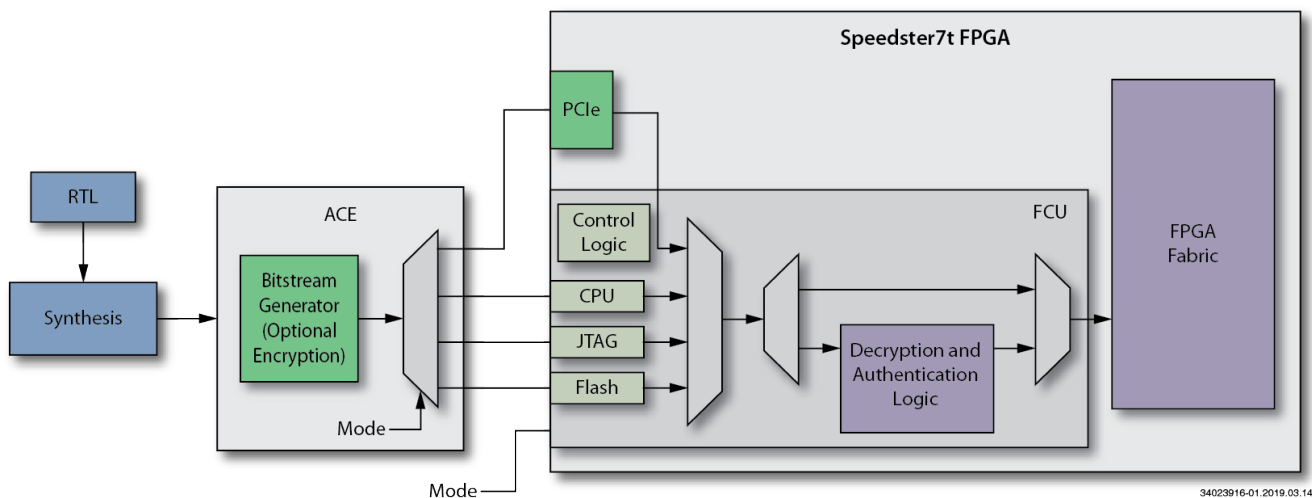 Speedster7t FPGA
PCIe
RTL
Synthesis
ACE
Bitstream
Generator
(Optional
Encryption)
Mode
FCU
Control
Logic
CPU
JTAG
Flash
Decryption and
Authentication
Logic
FPGA
Fabric
Mode
34023916-01.2019.03.14